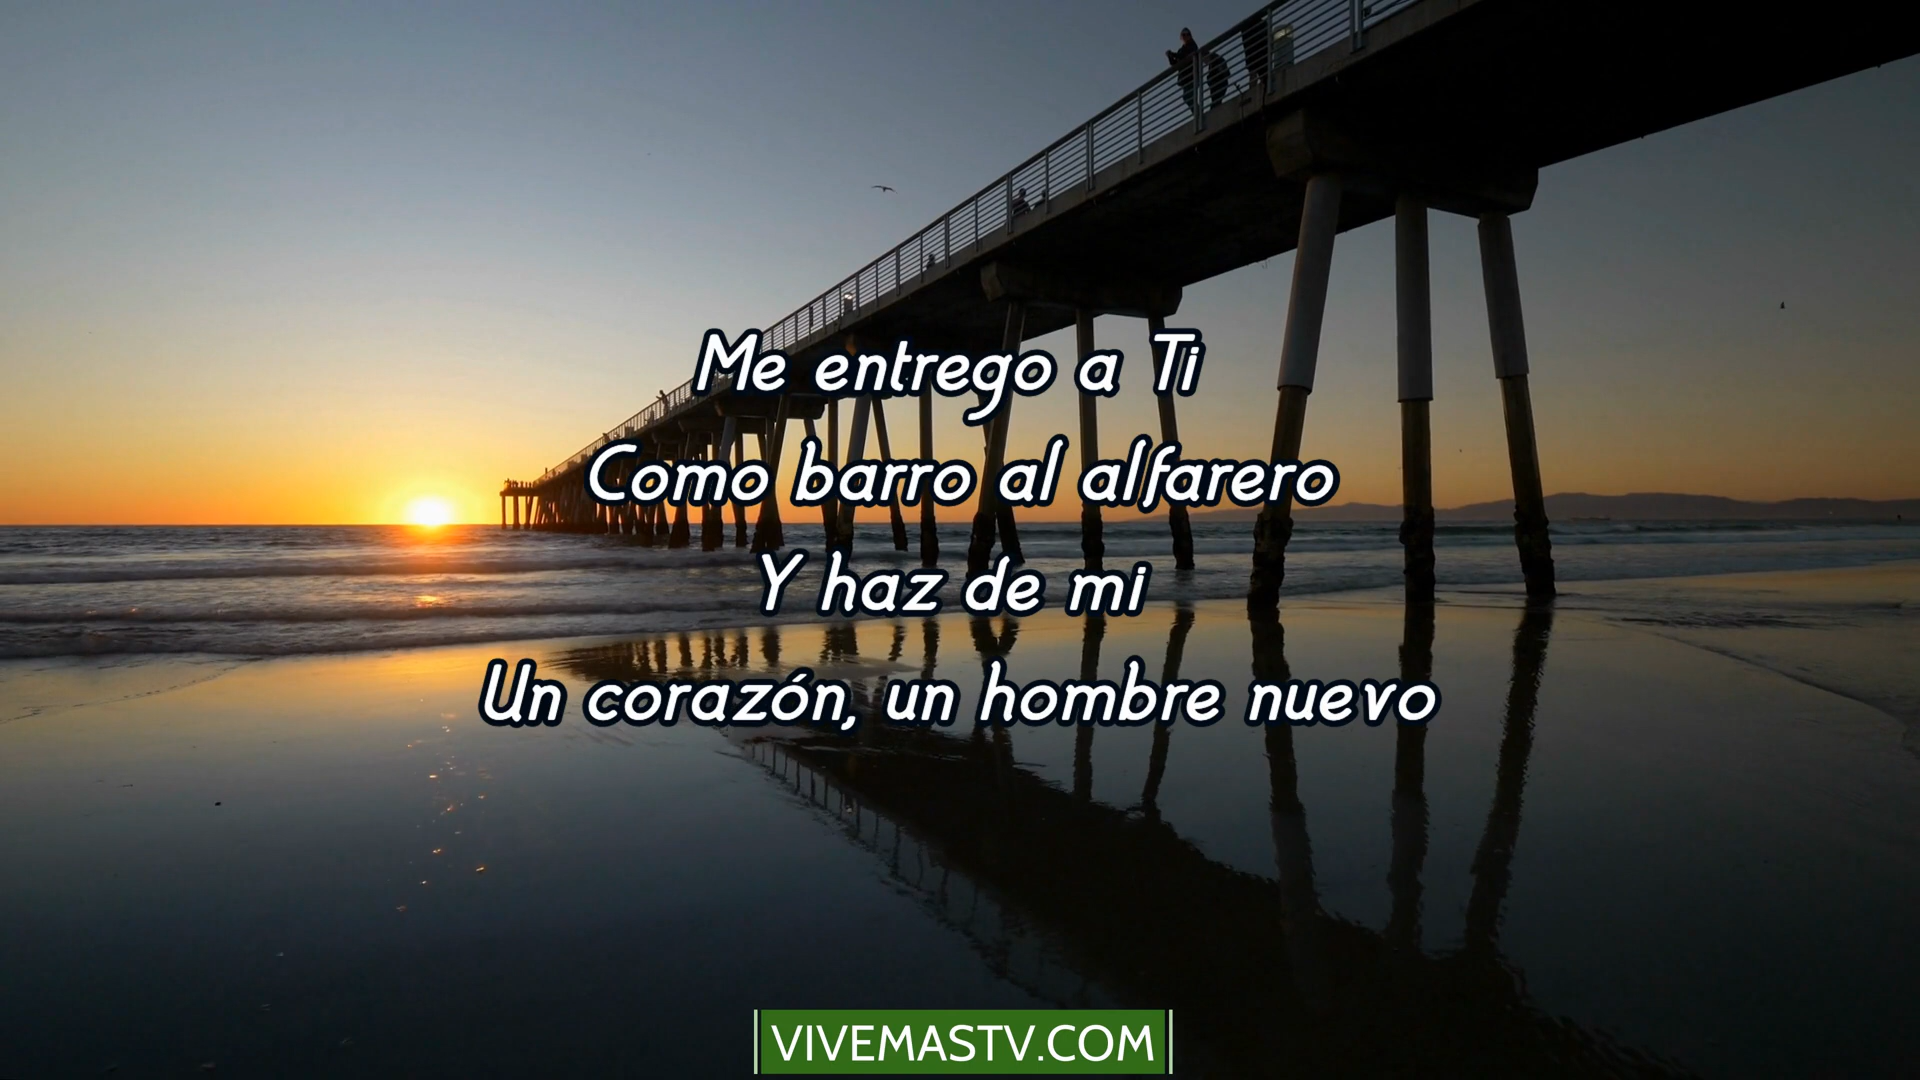 Me entrego a Ti
Como barro al alfarero
Y haz de mi
Un corazón, un hombre nuevo
VIVEMASTV.COM